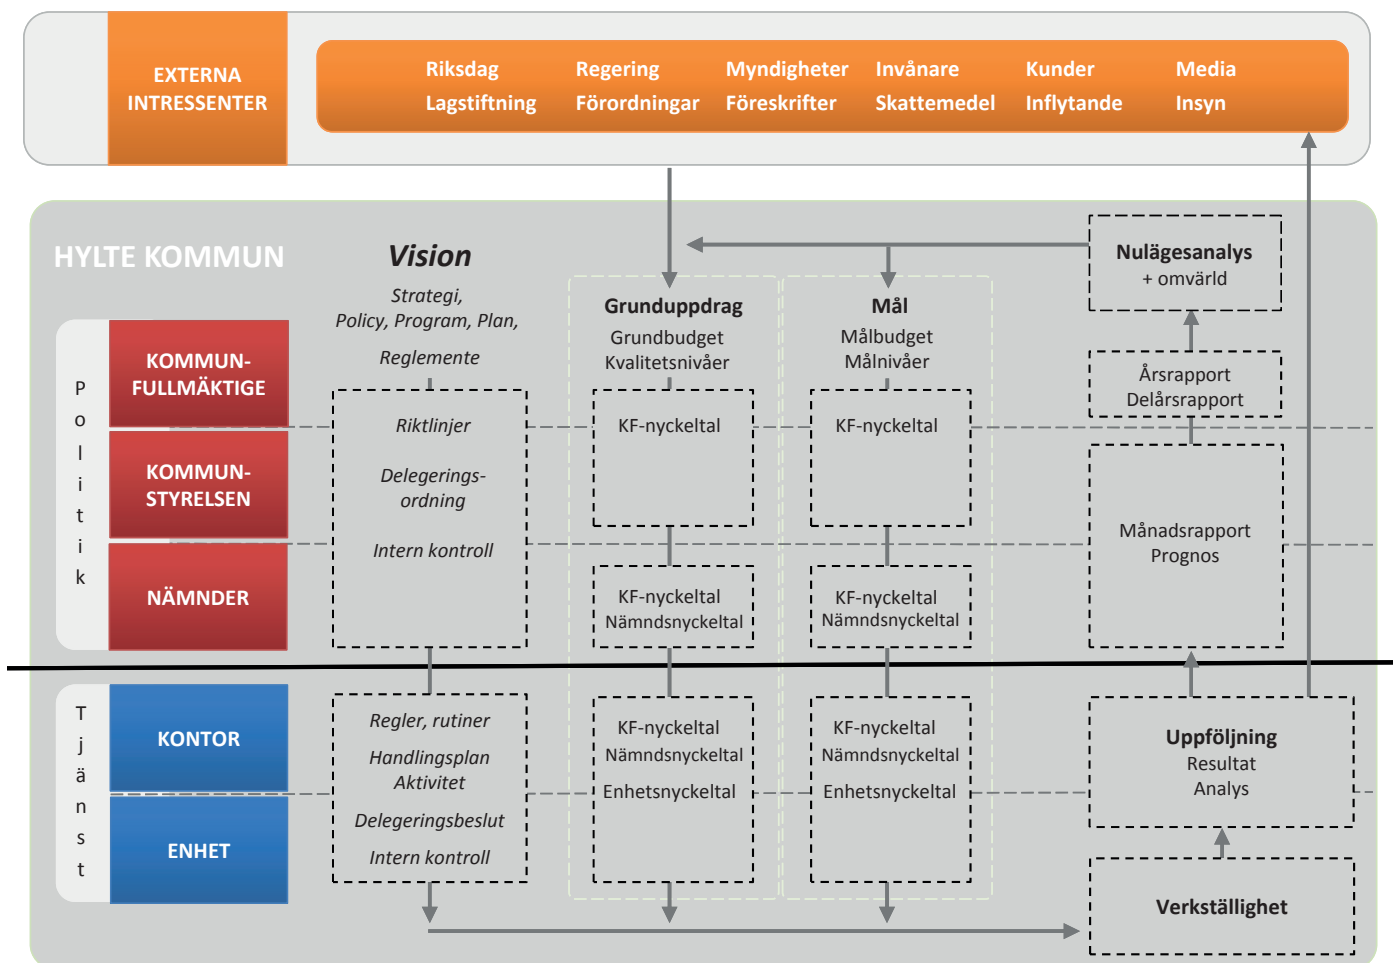 EXTERNA
INTRESSENTER
Riksdag Regering Myndigheter Invånare Kunder Media
Lagstiftning Förordningar Föreskrifter Skattemedel Inflytande Insyn
HYLTE KOMMUN
Politik
KOMMUN-
FULLMÄKTIGE
KOMMUN-
STYRELSEN
NÄMNDER
Tjänst
KONTOR
ENHET
Vision
Strategi,
Policy, Program, Plan,
Reglemente
Riktlinjer
Delegerings-
ordning
Intern kontroll
Regler, rutiner
Handlingsplan
Aktivitet
Delegeringsbeslut
Intern kontroll
Grunduppdrag
Grundbudget
Kvalitetsnivåer
KF-nyckeltal
KF-nyckeltal
Nämndsnyckeltal
KF-nyckeltal
Nämndsnyckeltal
Enhetsnyckeltal
Mål
Målbudget
Målnivåer
KF-nyckeltal
KF-nyckeltal
Nämndsnyckeltal
KF-nyckeltal
Nämndsnyckeltal
Enhetsnyckeltal
Nulägesanalys
+ omvärld
Årsrapport
Delårsrapport
Månadsrapport
Prognos
Uppföljning
Resultat
Analys
Verkställighet